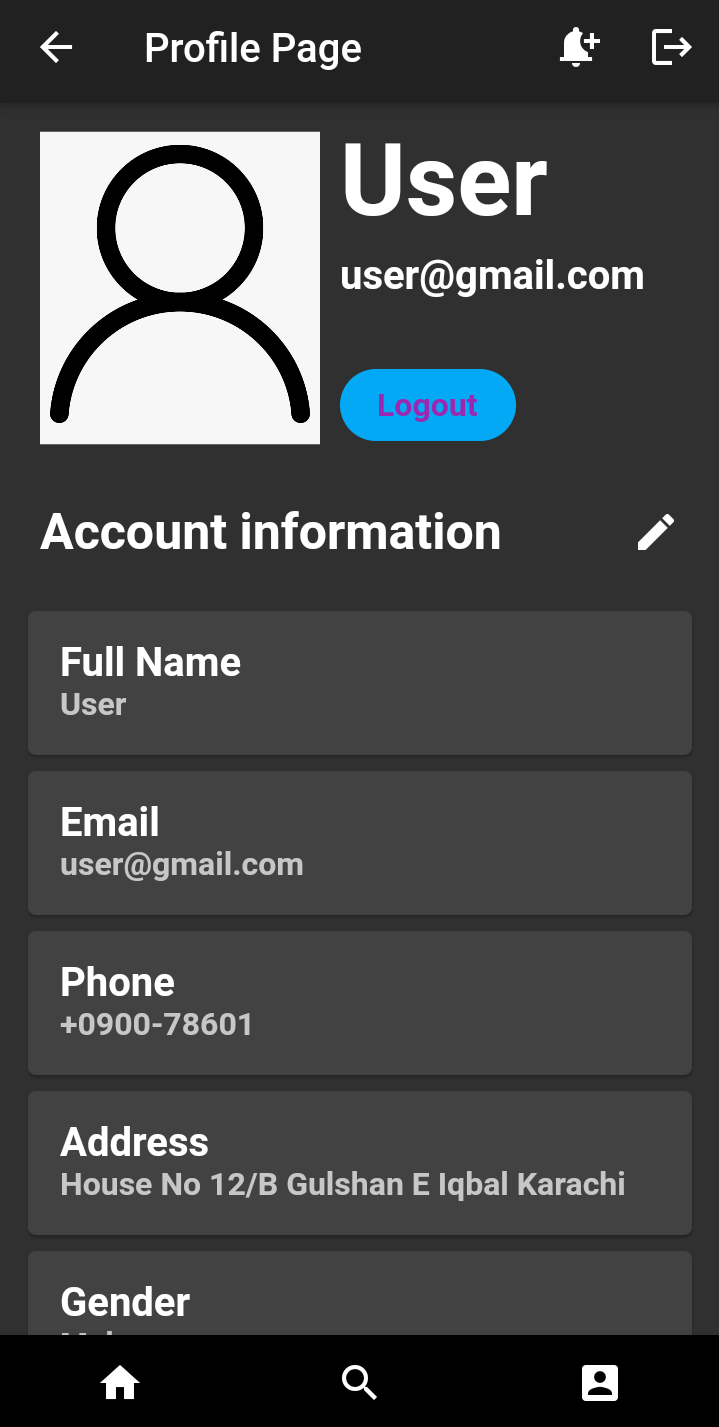 Profile Page
User
user@gmail.com
Logout
Account information
Full Name
User
Email
user@gmail.com
Phone
+0900-78601
Address
House No 12/B Gulshan E Iqbal Karachi
Gender